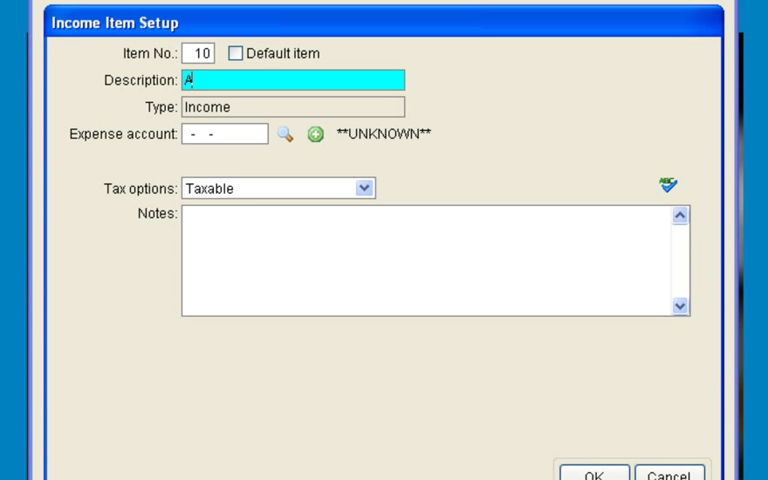 Income Item Setup
Item No.: 10 Default item
Description: A
Type: Income
Expense account: - - **UNKNOWN**
Tax options: Taxable
ABC
Notes:
OK Cancel